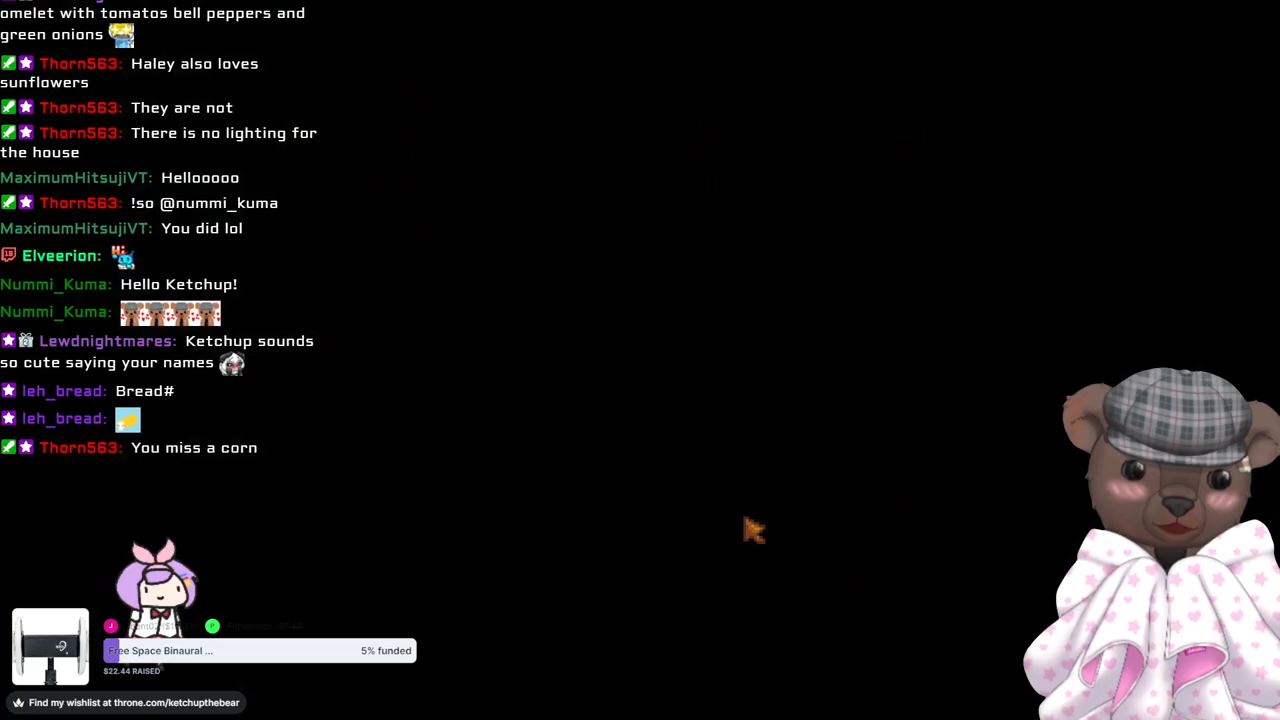 omelet with tomatos bell peppers and
green onions
Thorn563: Haley also loves
sunflowers
Thorn563: They are not
Thorn563: There is no lighting for
the house
MaximumHitsujiVT: Hellooooo
Thorn563: !so @nummi_kuma
MaximumHitsujiVT: You did lol
Elveerion:
Nummi_Kuma: Hello Ketchup!
Nummi_Kuma:
Lewdnightmares: Ketchup sounds
so cute saying your names
leh_bread: Bread#
leh_bread:
Thorn563: You miss a corn
Free Space Binaural ... 5% funded
$22.44 RAISED
Find my wishlist at throne.com/ketchupthebear